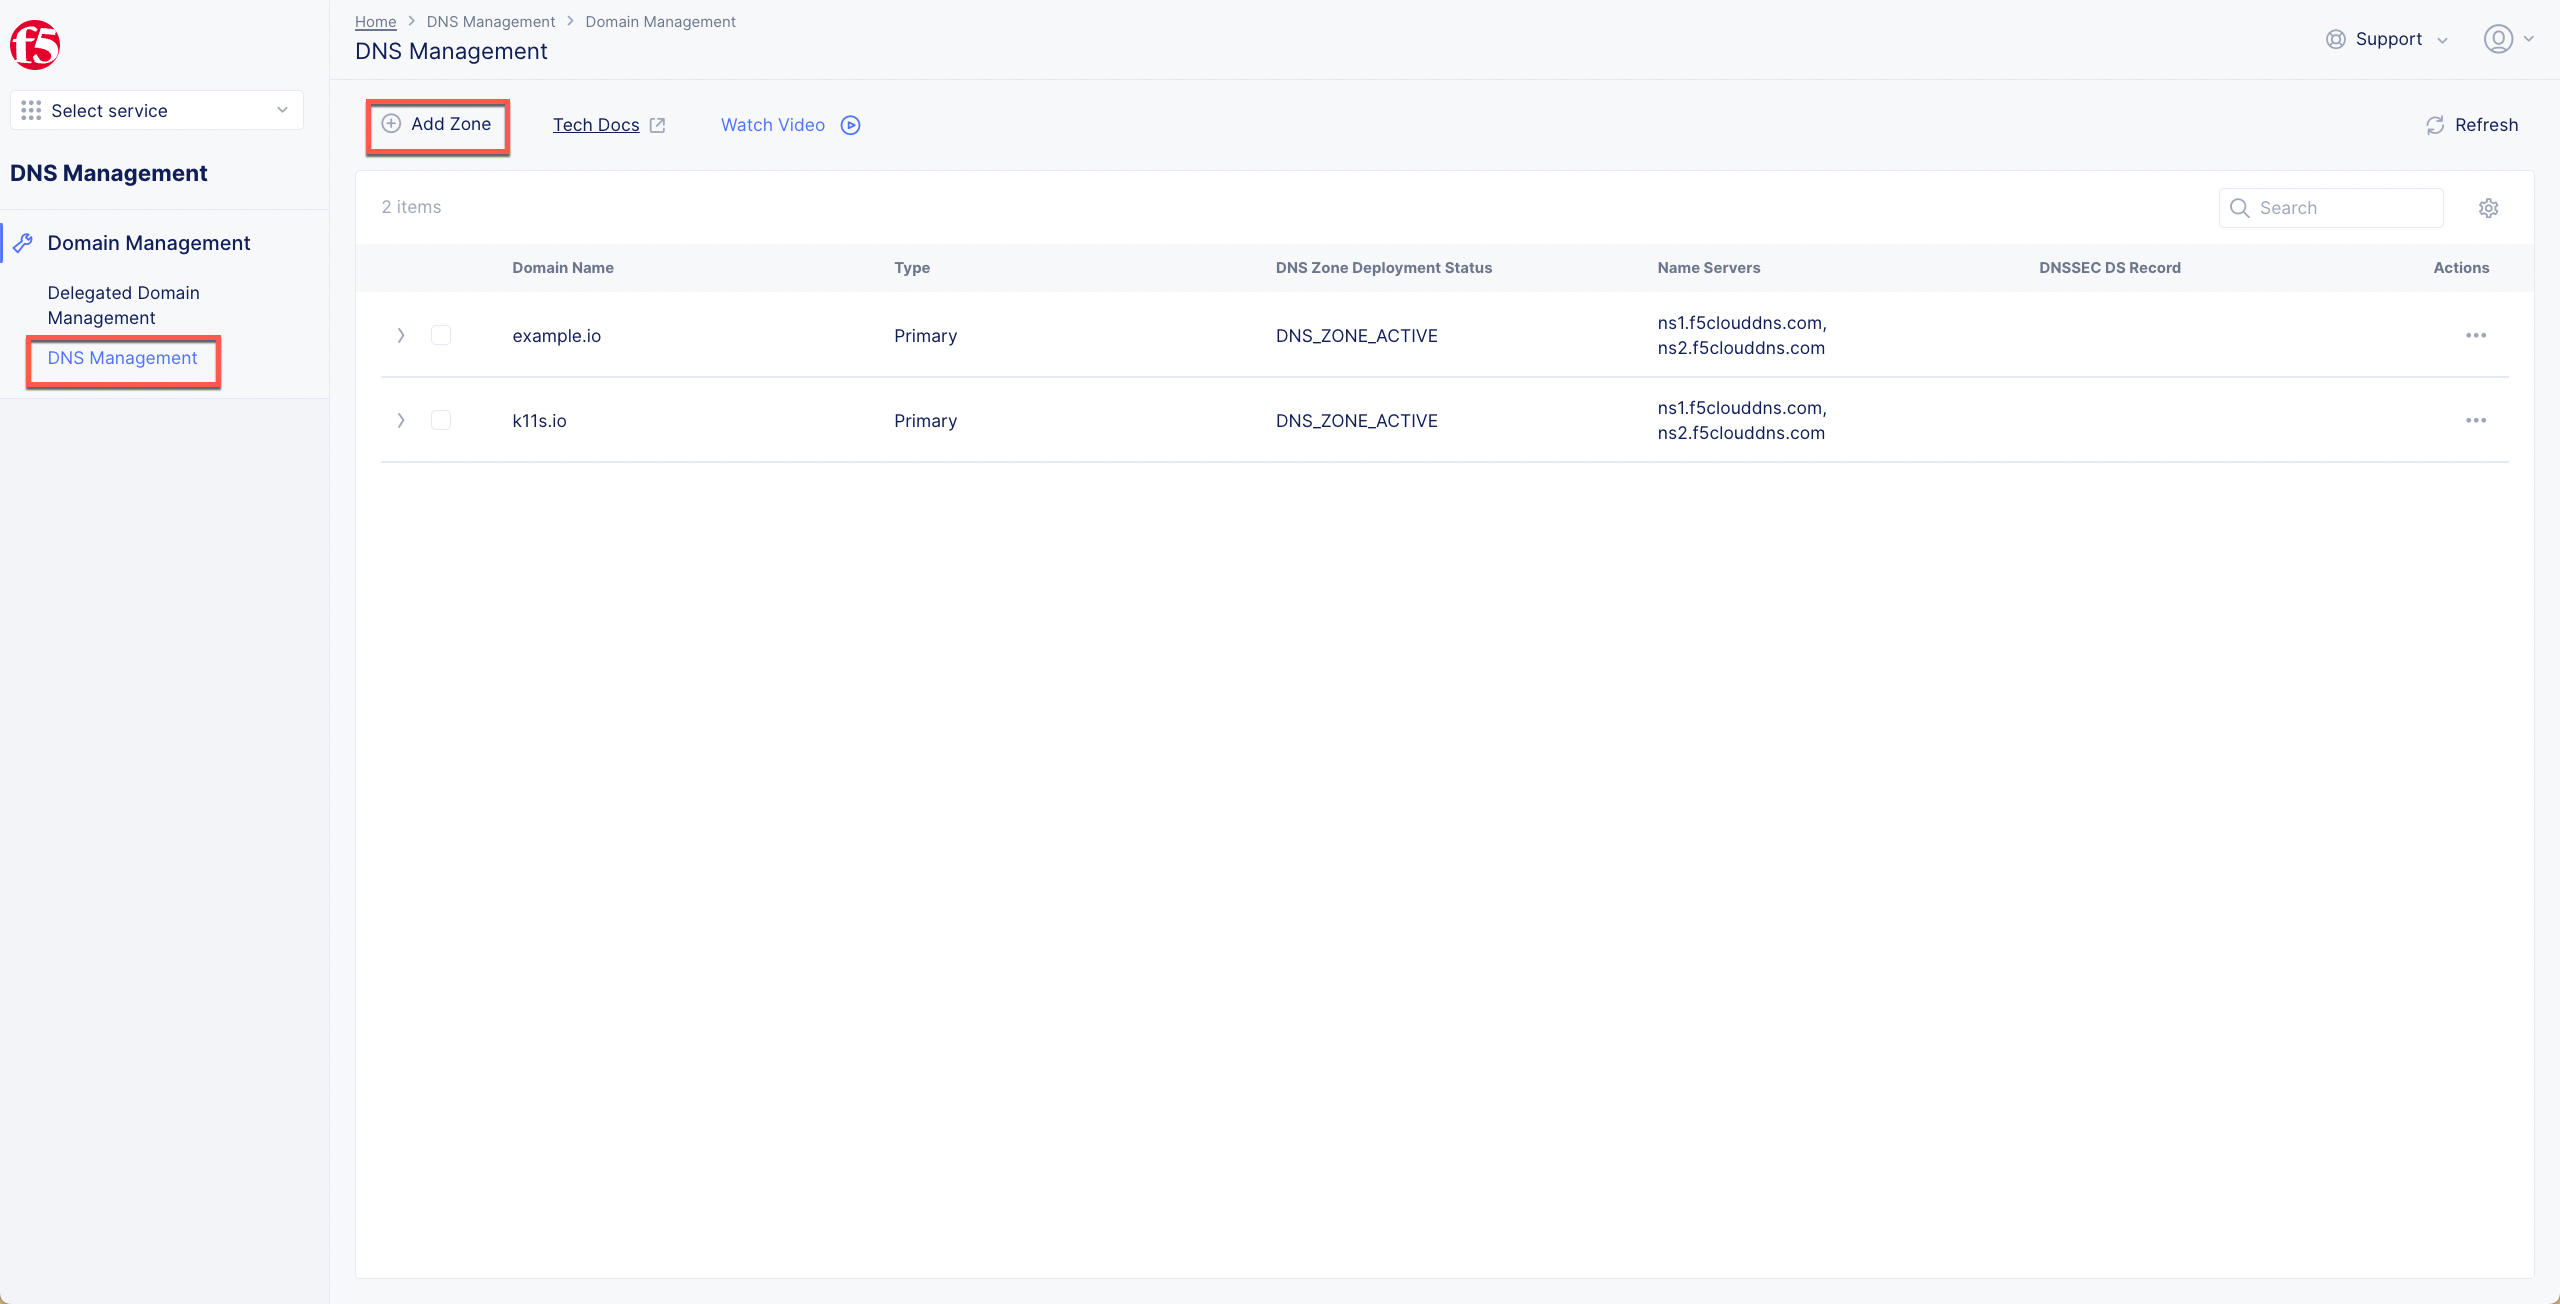 Home > DNS Management > Domain Management
DNS Management
Support
f5
Select service
DNS Management
Domain Management
Delegated Domain
Management
DNS Management
Add Zone
Tech Docs
Watch Video
Refresh
2 items
Search
Domain Name Type DNS Zone Deployment Status Name Servers DNSSEC DS Record Actions
example.io Primary DNS_ZONE_ACTIVE ns1.f5clouddns.com,
ns2.f5clouddns.com
k11s.io Primary DNS_ZONE_ACTIVE ns1.f5clouddns.com,
ns2.f5clouddns.com